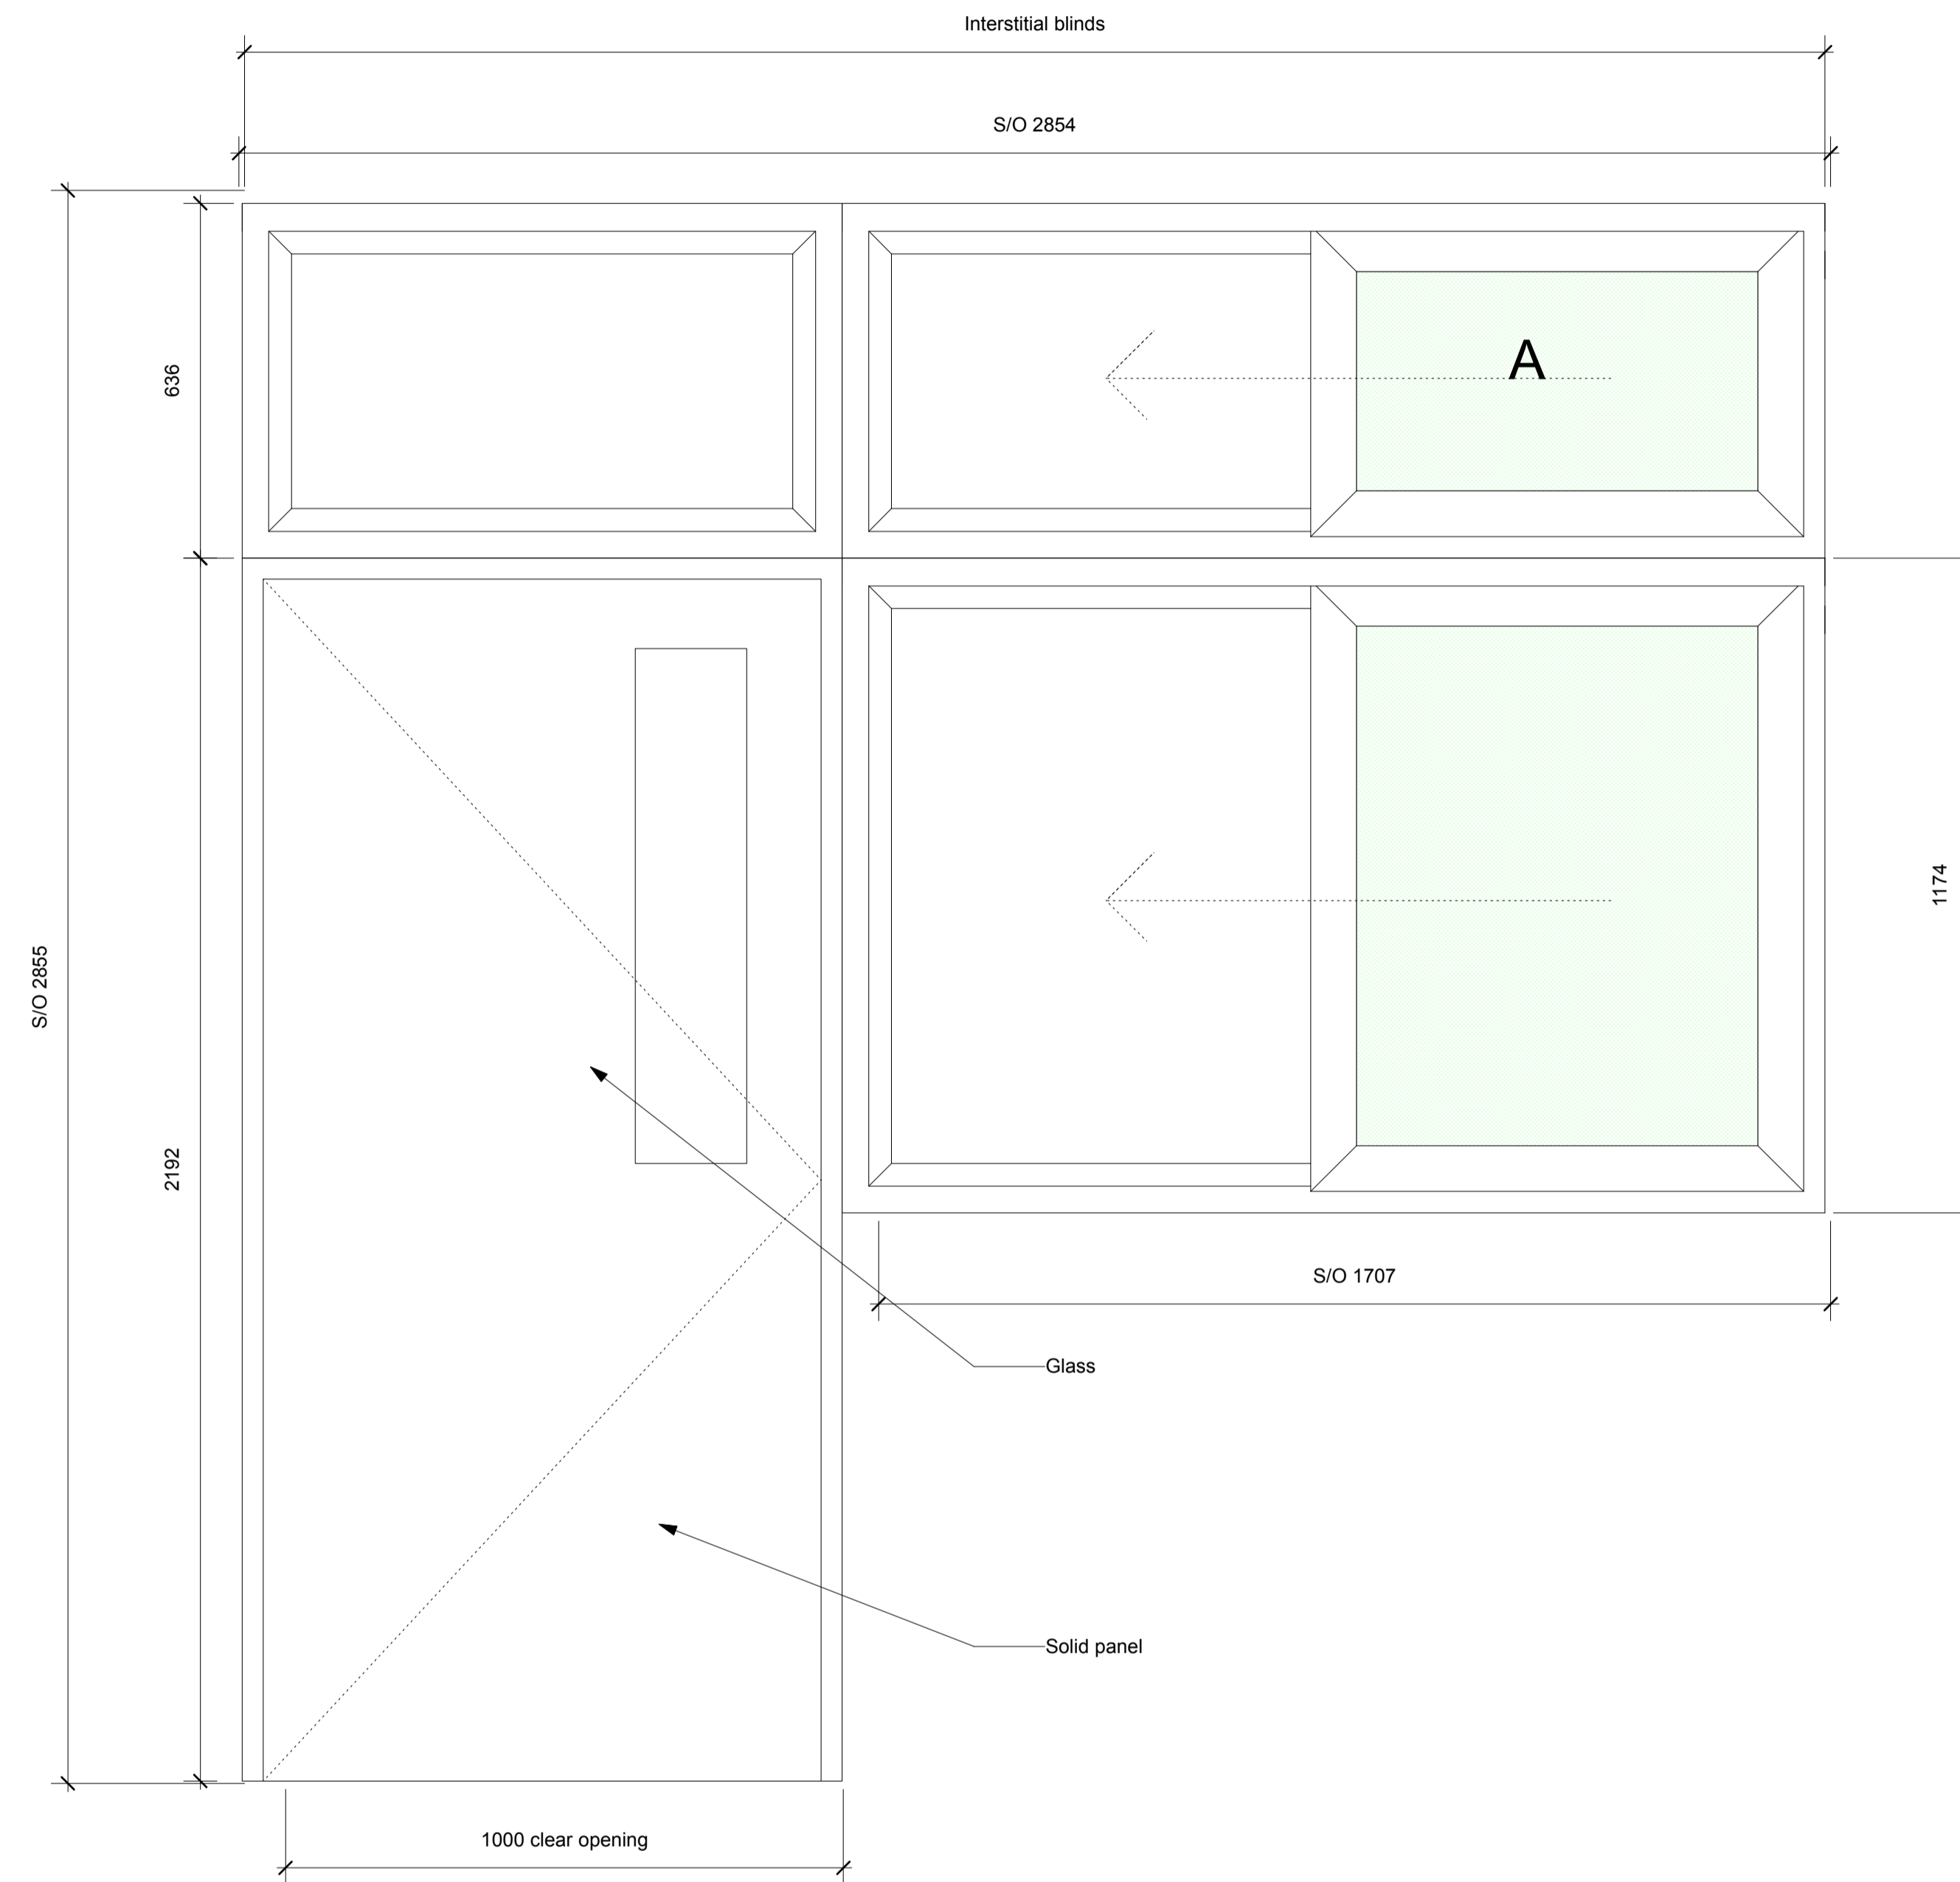 Interstitial blinds
S/O 2854
636
A
1174
S/O 2855
2192
S/O 1707
Glass
Solid panel
1000 clear opening